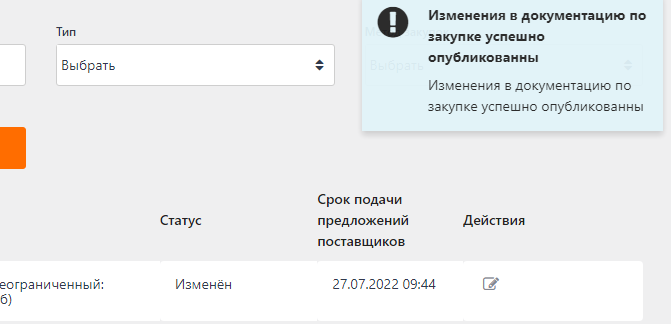 Изменения в документацию по
закупке успешно
опубликованны
Изменения в документацию по
закупке успешно опубликованны
Тип
Выбрать
Выбрать
Статус
Срок подачи
предложений
поставщиков
Действия
еограниченный:
б)
Изменён
27.07.2022 09:44